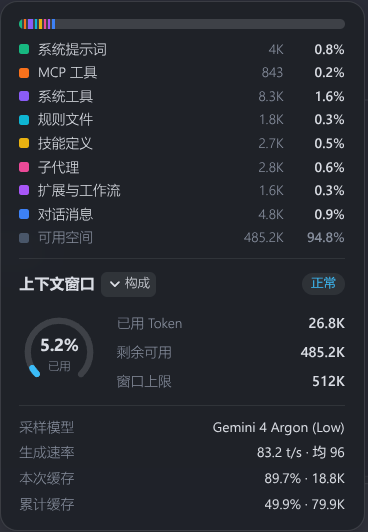 系统提示词 4K 0.8%
MCP 工具 843 0.2%
系统工具 8.3K 1.6%
规则文件 1.8K 0.3%
技能定义 2.7K 0.5%
子代理 2.8K 0.6%
扩展与工作流 1.6K 0.3%
对话消息 4.8K 0.9%
可用空间 485.2K 94.8%
上下文窗口 构成 正常
5.2%
已用
已用 Token 26.8K
剩余可用 485.2K
窗口上限 512K
采样模型 Gemini 4 Argon (Low)
生成速率 83.2 t/s · 均 96
本次缓存 89.7% · 18.8K
累计缓存 49.9% · 79.9K